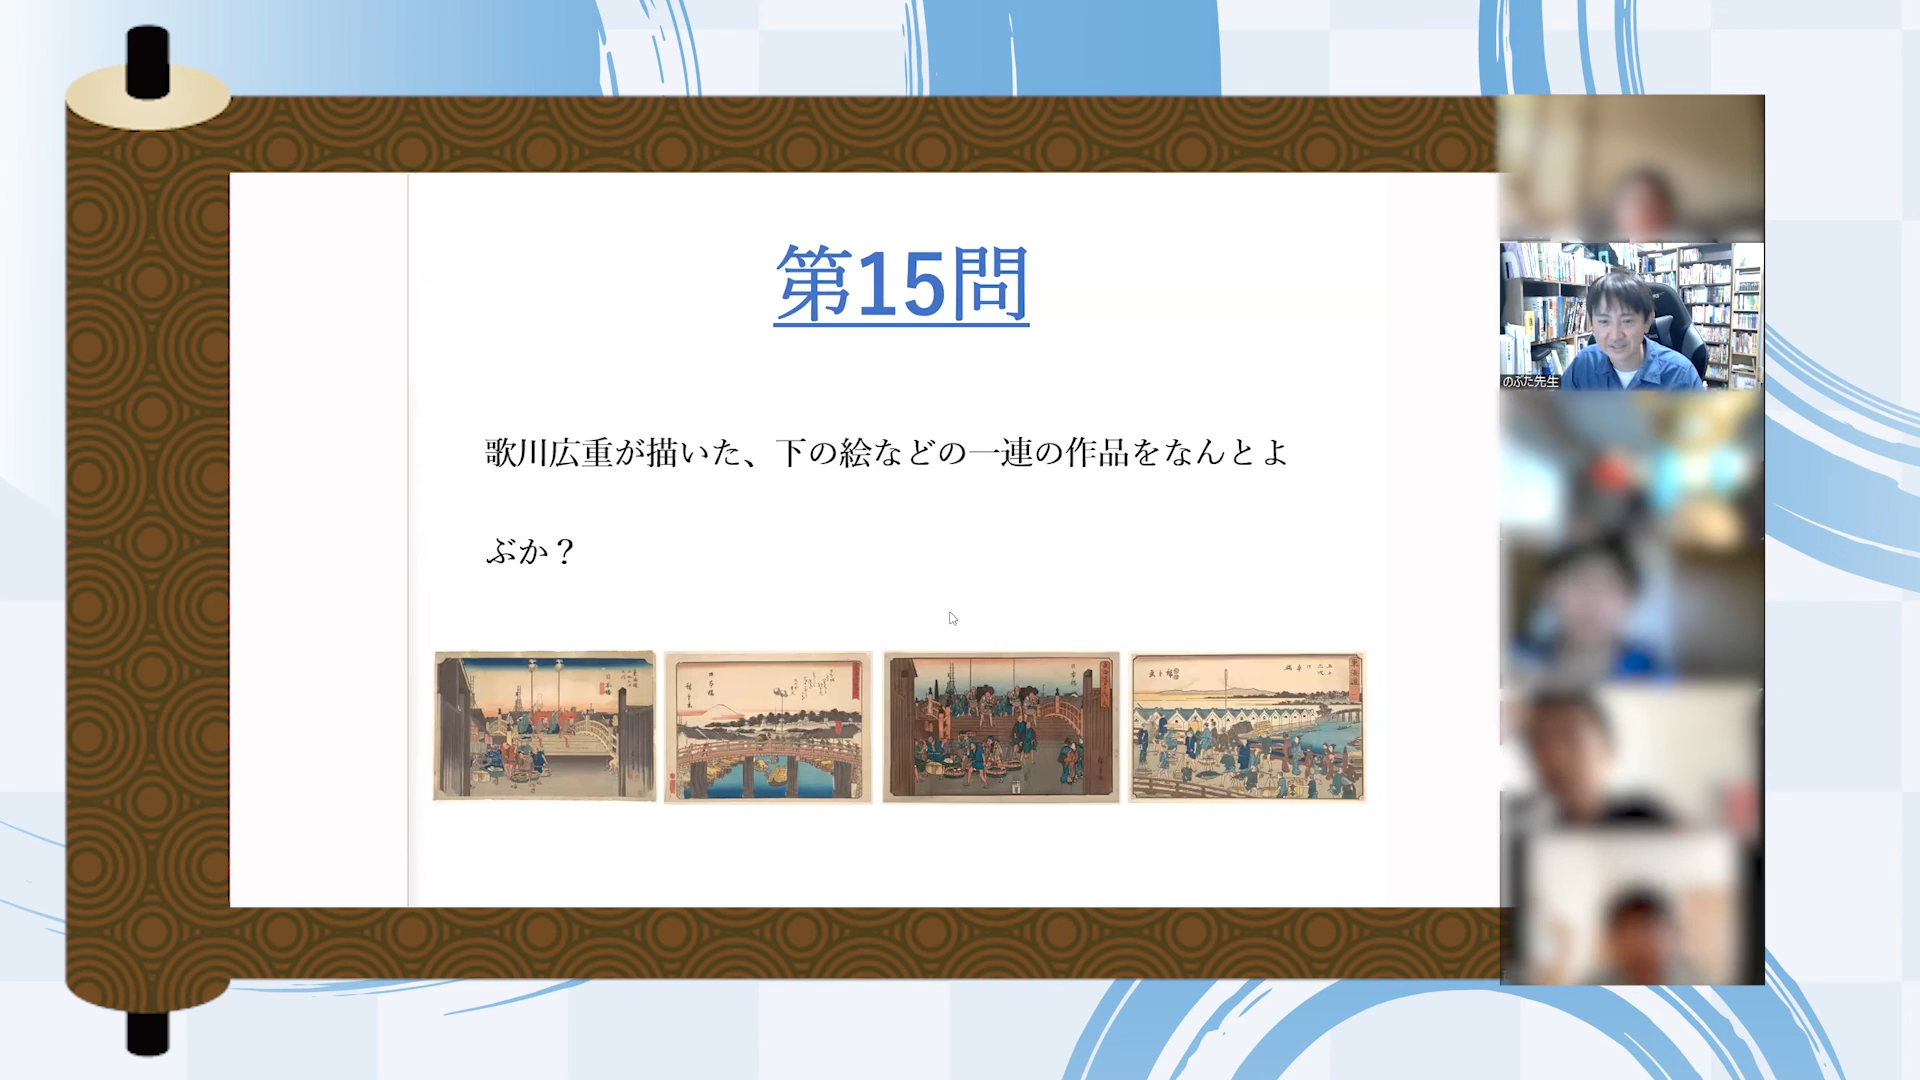 第15問
歌川広重が描いた、下の絵などの一連の作品をなんとよ
ぶか？
のぶた先生